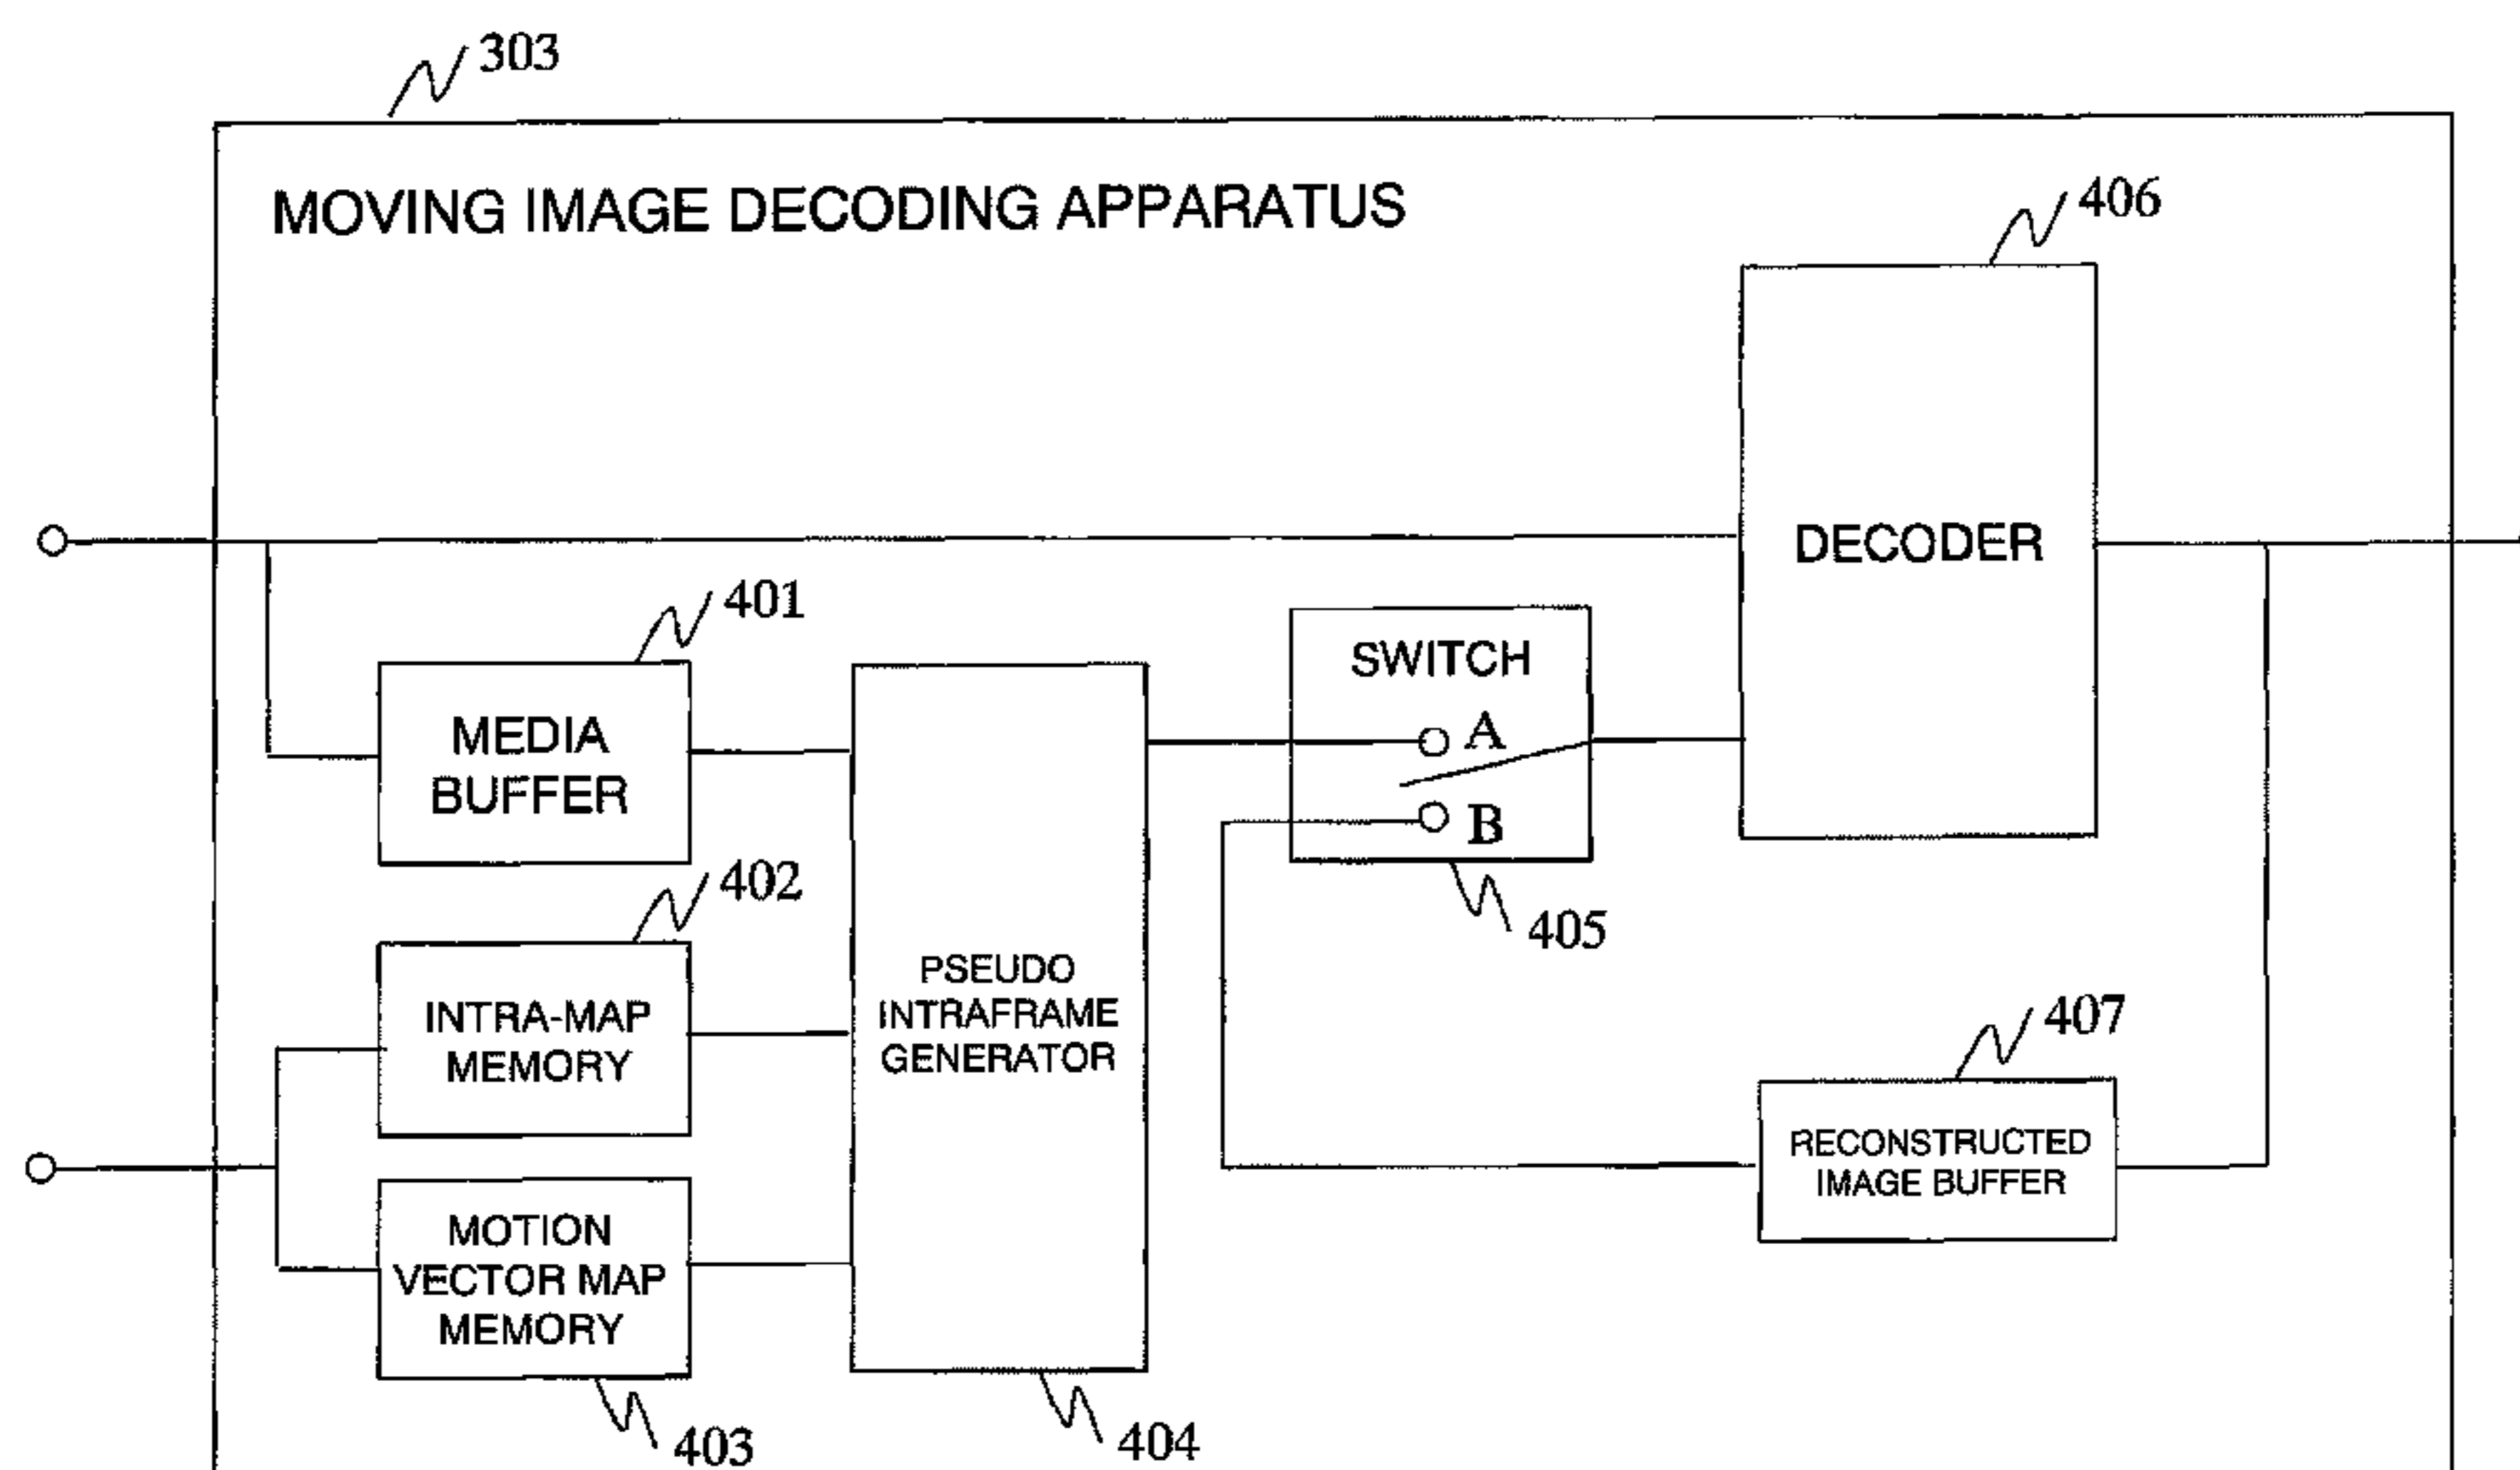 303
MOVING IMAGE DECODING APPARATUS
406
DECODER
401
SWITCH
MEDIA
BUFFER
A
B
402
405
PSEUDO
INTRAFRAME
GENERATOR
INTRA-MAP
MEMORY
407
RECONSTRUCTED
IMAGE BUFFER
MOTION
VECTOR MAP
MEMORY
403
404